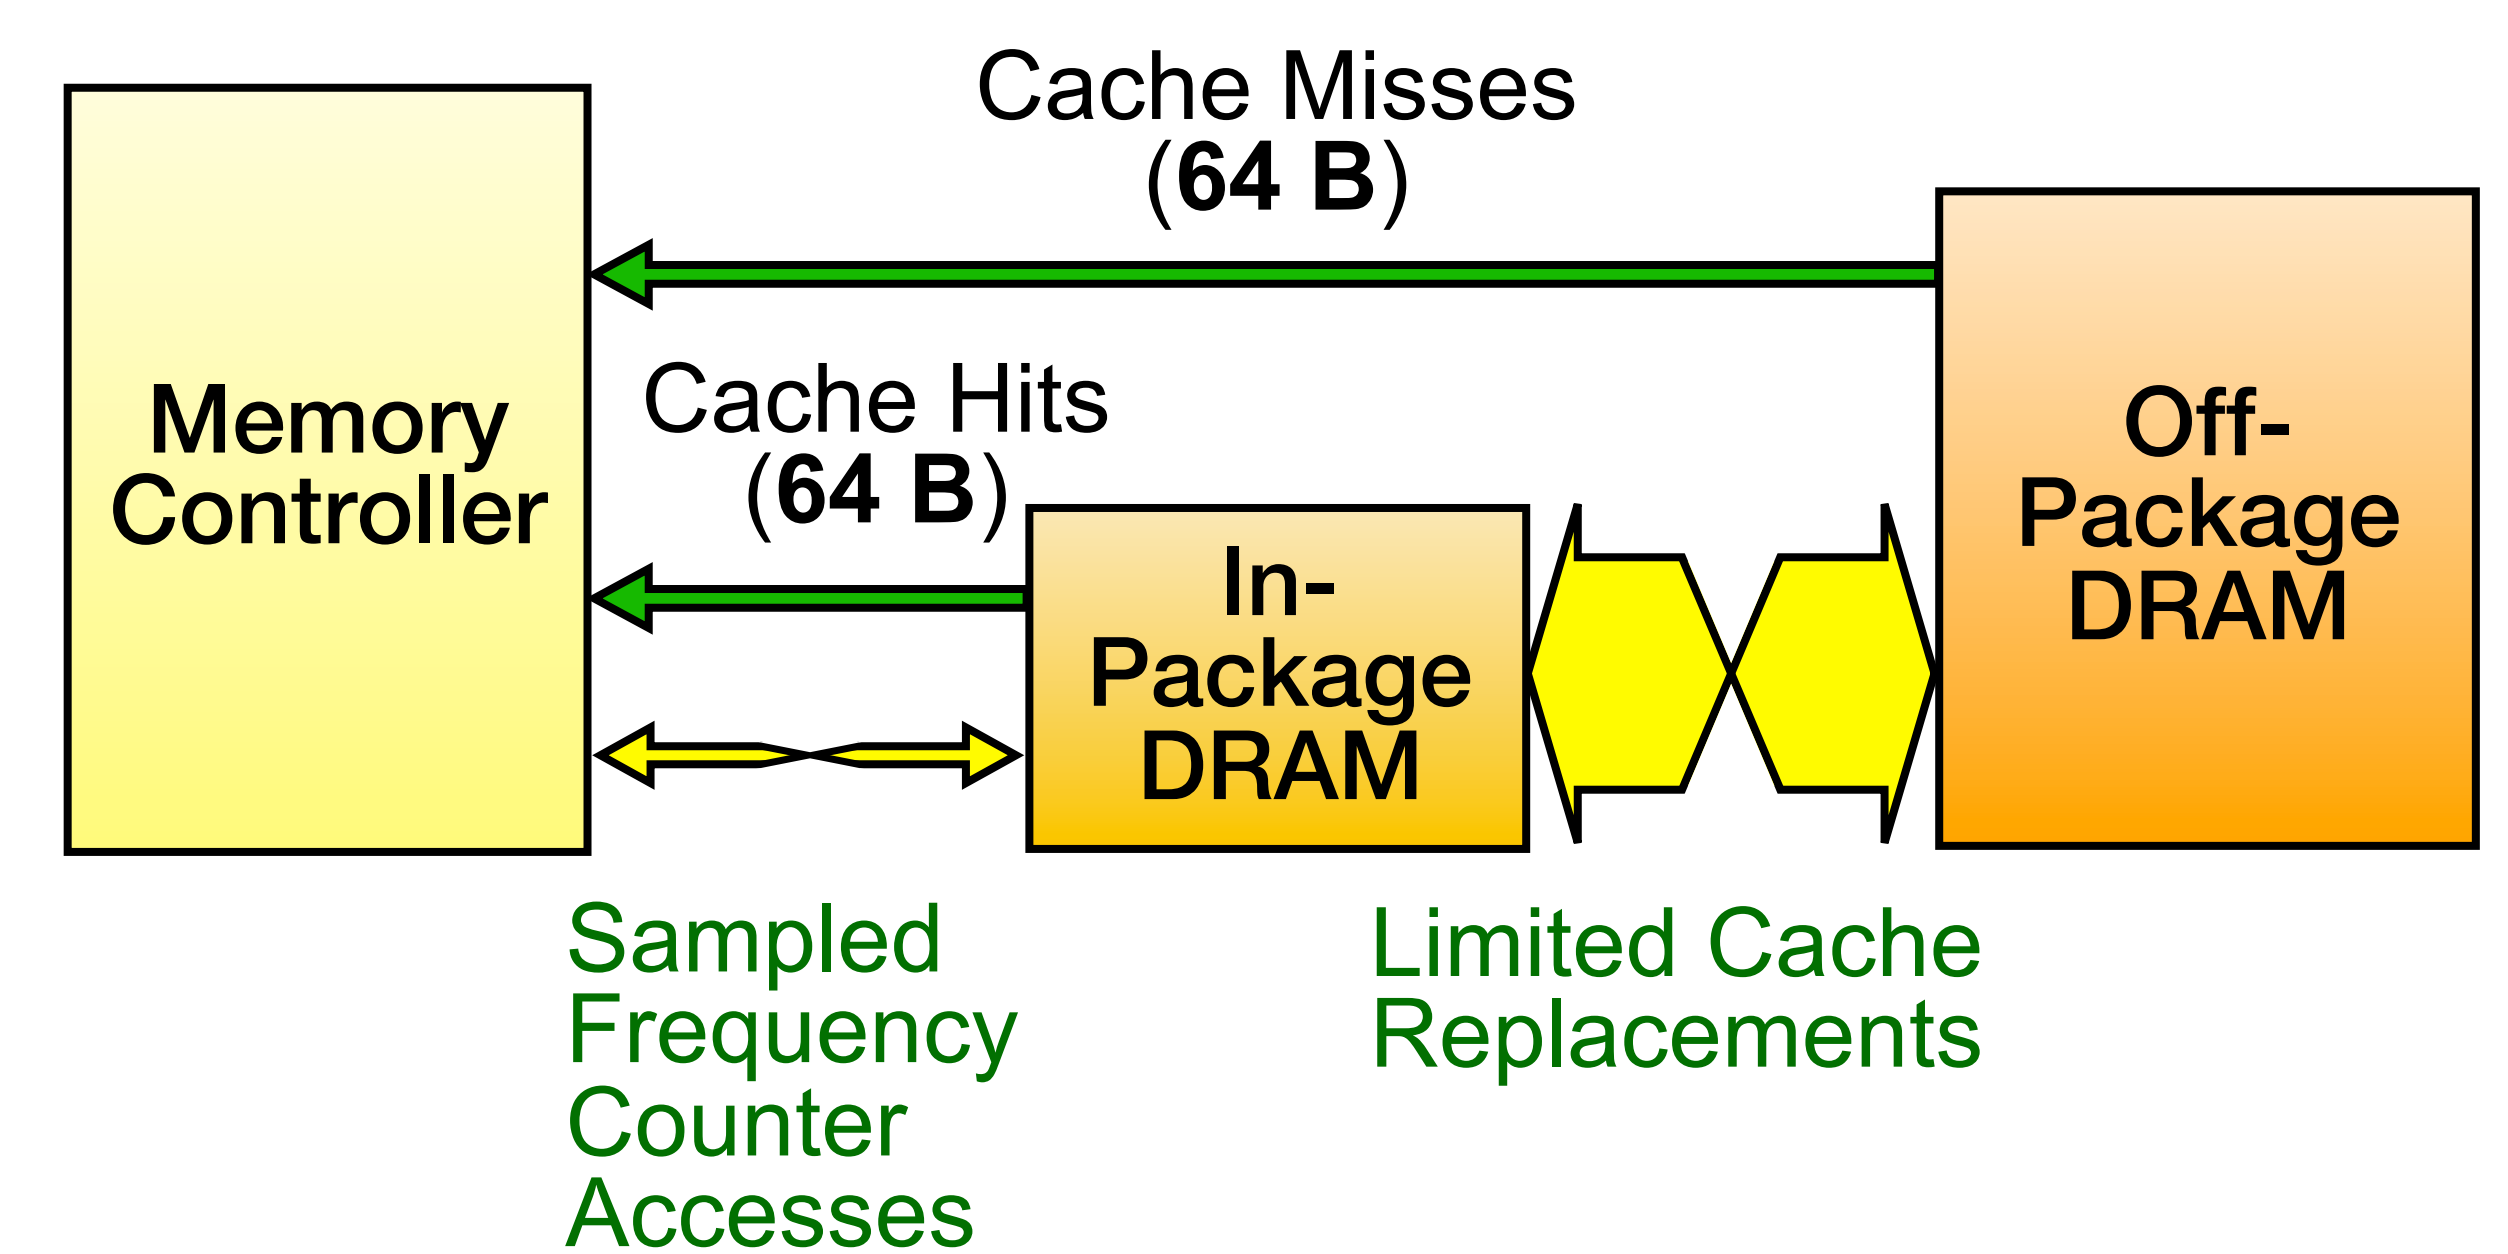 Cache Misses
(64 B)
Memory
Controller
Cache Hits
(64 B)
In-
Package
DRAM
Off-
Package
DRAM
Sampled
Frequency
Counter
Accesses
Limited Cache
Replacements